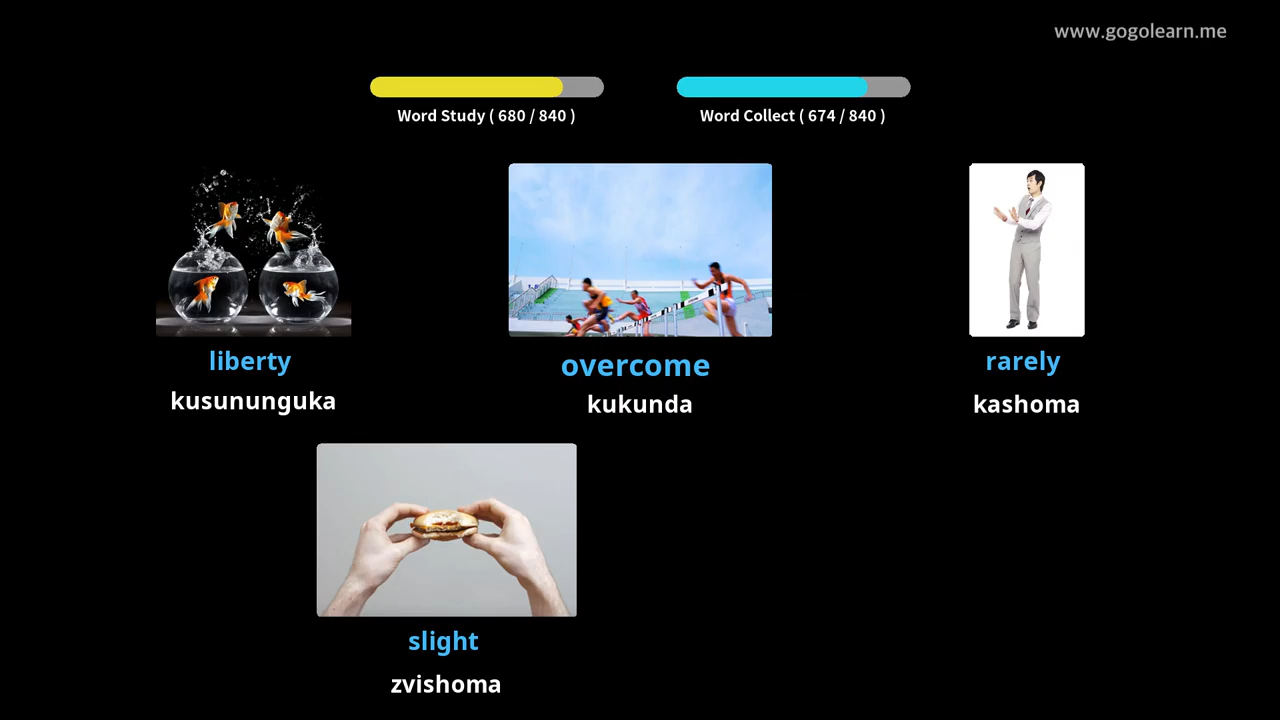 www.gogolearn.me
Word Study ( 680 / 840 )
Word Collect ( 674 / 840 )
liberty
kusununguka
overcome
kukunda
rarely
kashoma
slight
zvishoma